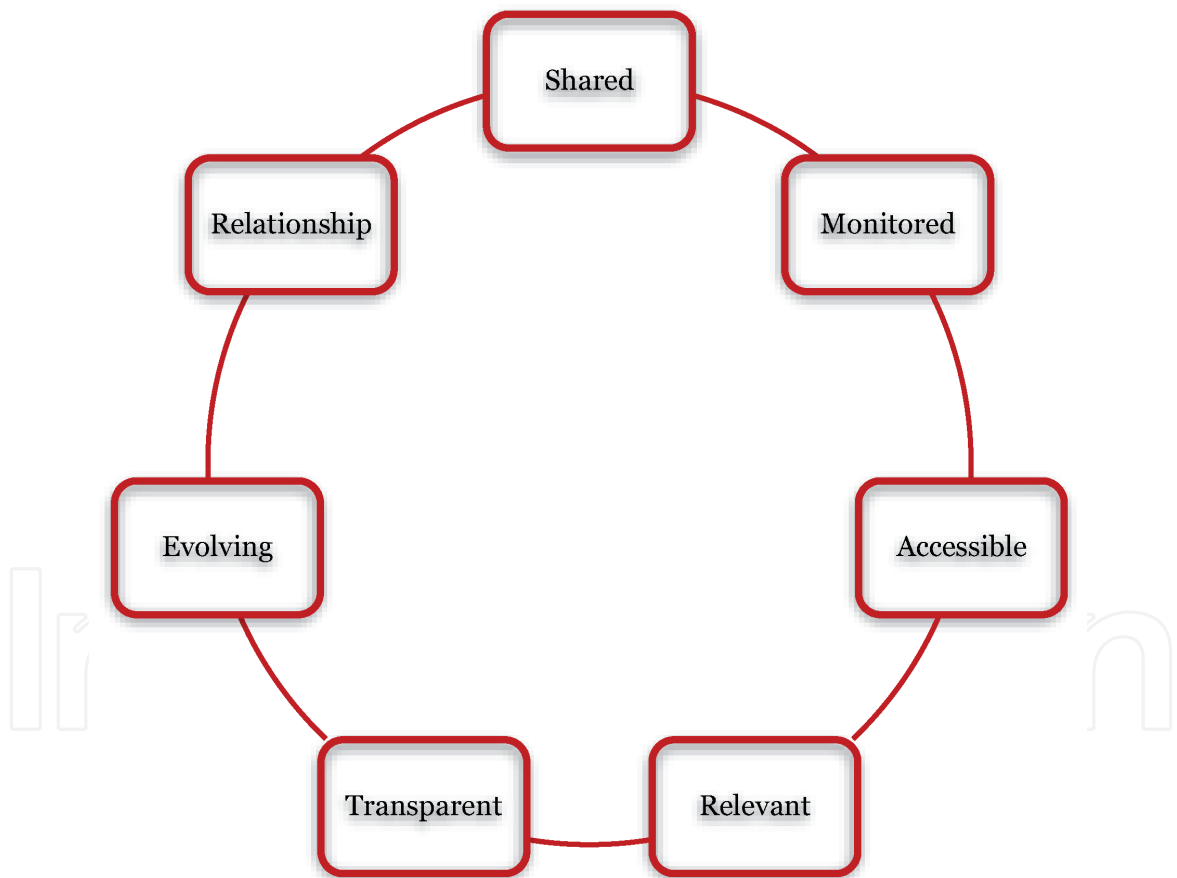 Shared
Monitored
Accessible
Relevant
Transparent
Evolving
Relationship